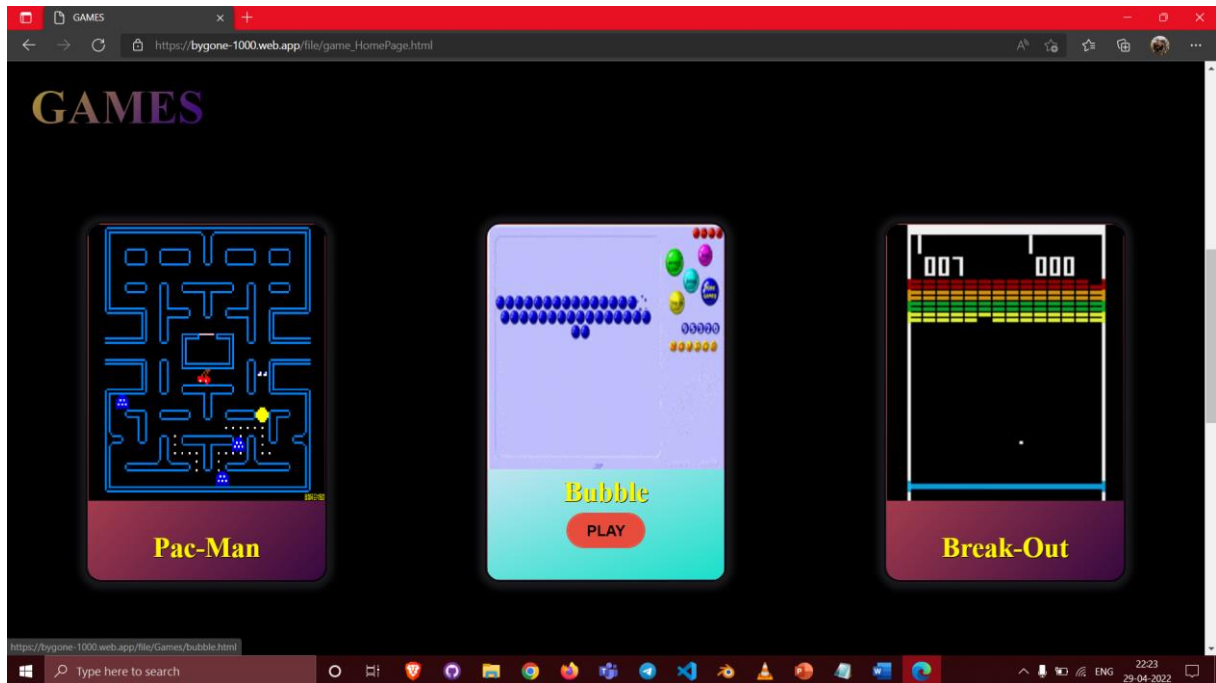 GAMES
https://bygone-1000.web.app/file/game_HomePage.html
GAMES
007 000
Pac-Man
Bubble
PLAY
Break-Out
https://bygone-1000.web.app/file/Games/bubble.html
Type here to search
ENG
22:23
29-04-2022